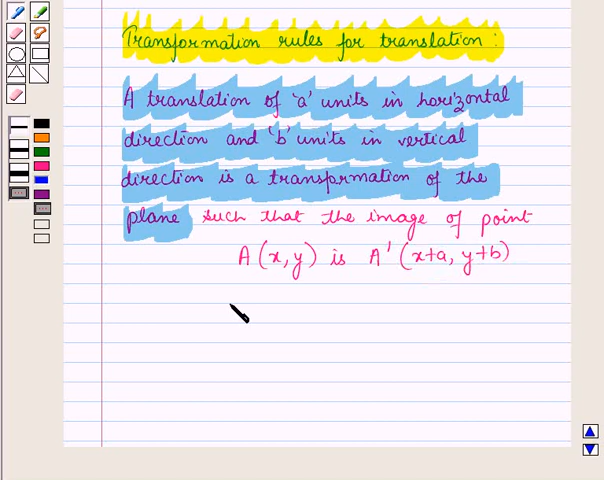 Transformation rules for translation:
A translation of 'a' units in horizontal
direction and 'b' units in vertical
direction is a transformation of the
plane such that the image of point
A(x,y) is A'(x+a, y+b)